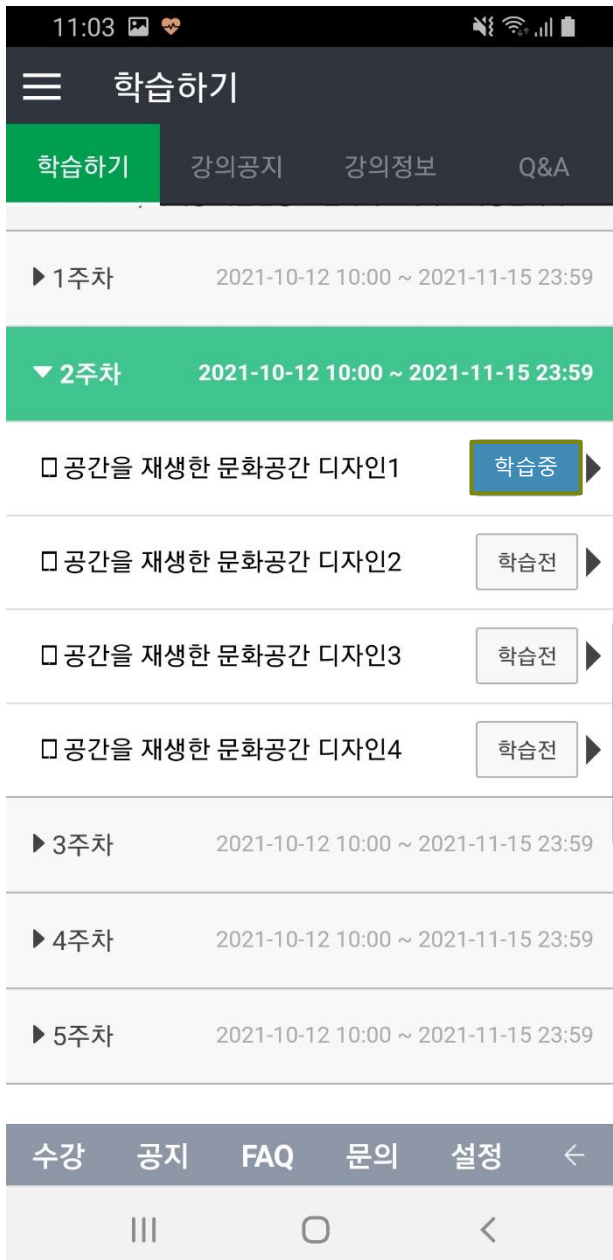 11:03
학습하기
학습하기 강의공지 강의정보 Q&A
▶ 1주차 2021-10-12 10:00 ~ 2021-11-15 23:59
▼ 2주차 2021-10-12 10:00 ~ 2021-11-15 23:59
공간을 재생한 문화공간 디자인1 학습중
공간을 재생한 문화공간 디자인2 학습전
공간을 재생한 문화공간 디자인3 학습전
공간을 재생한 문화공간 디자인4 학습전
▶ 3주차 2021-10-12 10:00 ~ 2021-11-15 23:59
▶ 4주차 2021-10-12 10:00 ~ 2021-11-15 23:59
▶ 5주차 2021-10-12 10:00 ~ 2021-11-15 23:59
수강 공지 FAQ 문의 설정 ←